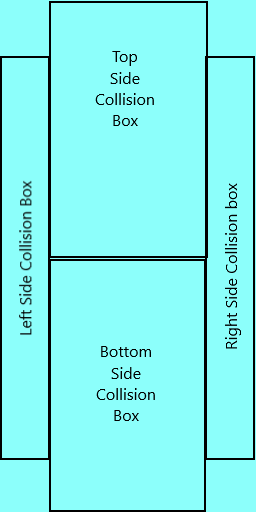 Top
Side
Collision
Box
Left Side Collision Box
Right Side Collision box
Bottom
Side
Collision
Box